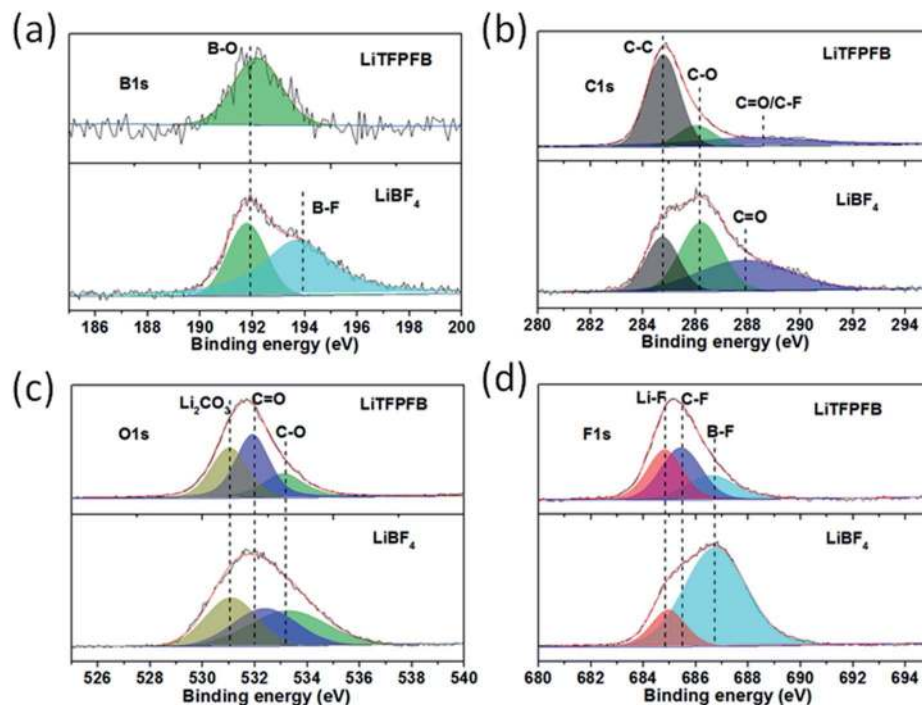 (a)
B-O
LiTFPFB
B1s
B-F
LiBF4
186 188 190 192 194 196 198 200
Binding energy (eV)
(b)
C-C
LiTFPFB
C-O
C1s
C=O/C-F
LiBF4
C=O
280 282 284 286 288 290 292 294
Binding energy (eV)
(c)
Li2CO3
C=O
LiTFPFB
O1s
C-O
LiBF4
526 528 530 532 534 536 538 540
Binding energy (eV)
(d)
Li-F C-F
LiTFPFB
F1s
B-F
LiBF4
680 682 684 686 688 690 692 694
Binding energy (eV)